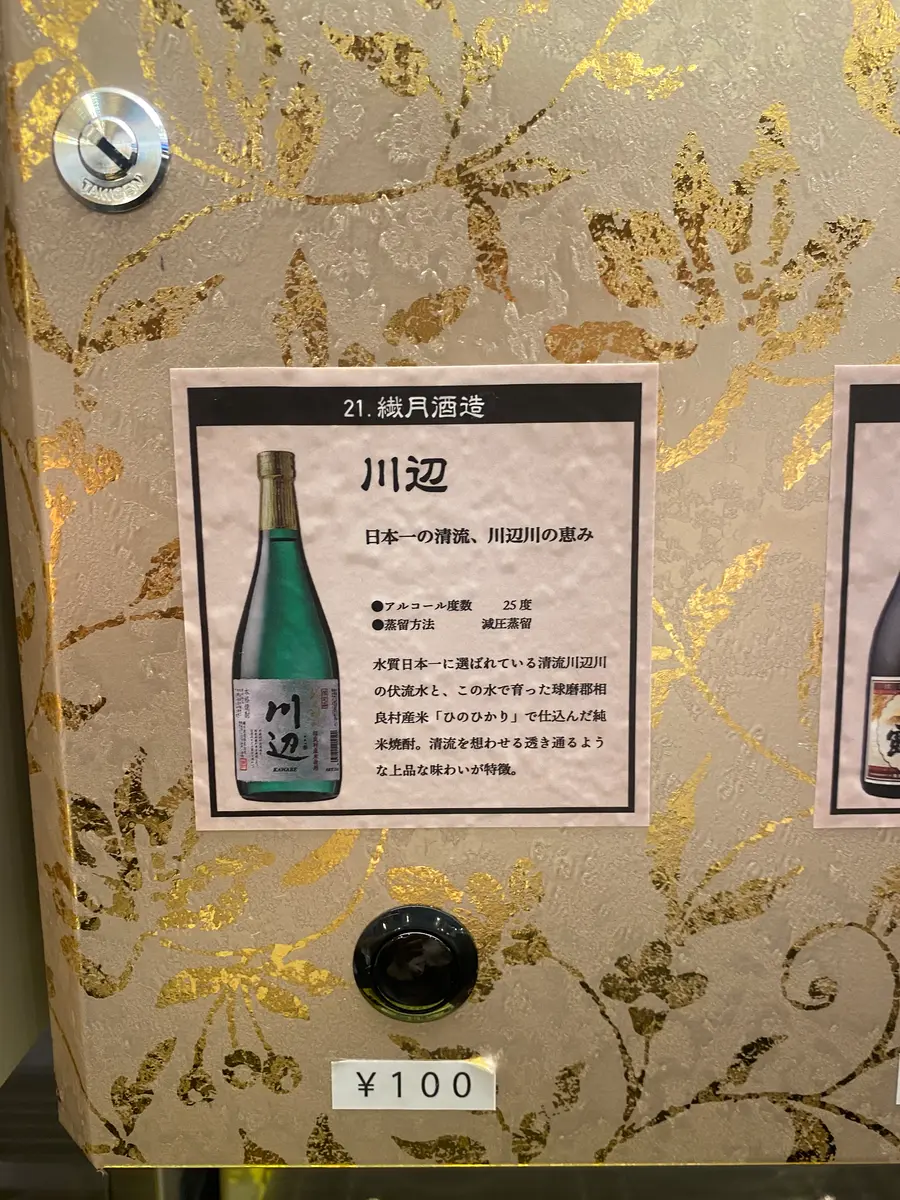 TAKIGEN
21. 繊月酒造
川辺
日本一の清流、川辺川の恵み
●アルコール度数 25度
●蒸留方法 減圧蒸留
水質日本一に選ばれている清流川辺川
の伏流水と、この水で育った球磨郡相
良村産米「ひのひかり」で仕込んだ純
米焼酎。清流を想わせる透き通るよう
な上品な味わいが特徴。
本格焼酎
川辺
KAWABE
¥100